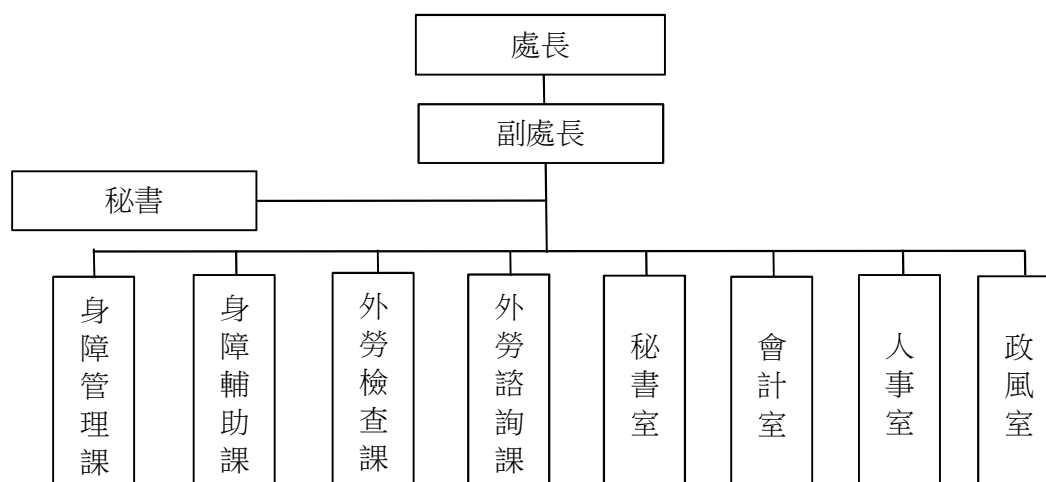 處長
副處長
秘書
身障管理課
身障輔助課
外勞檢查課
外勞諮詢課
秘書室
會計室
人事室
政風室